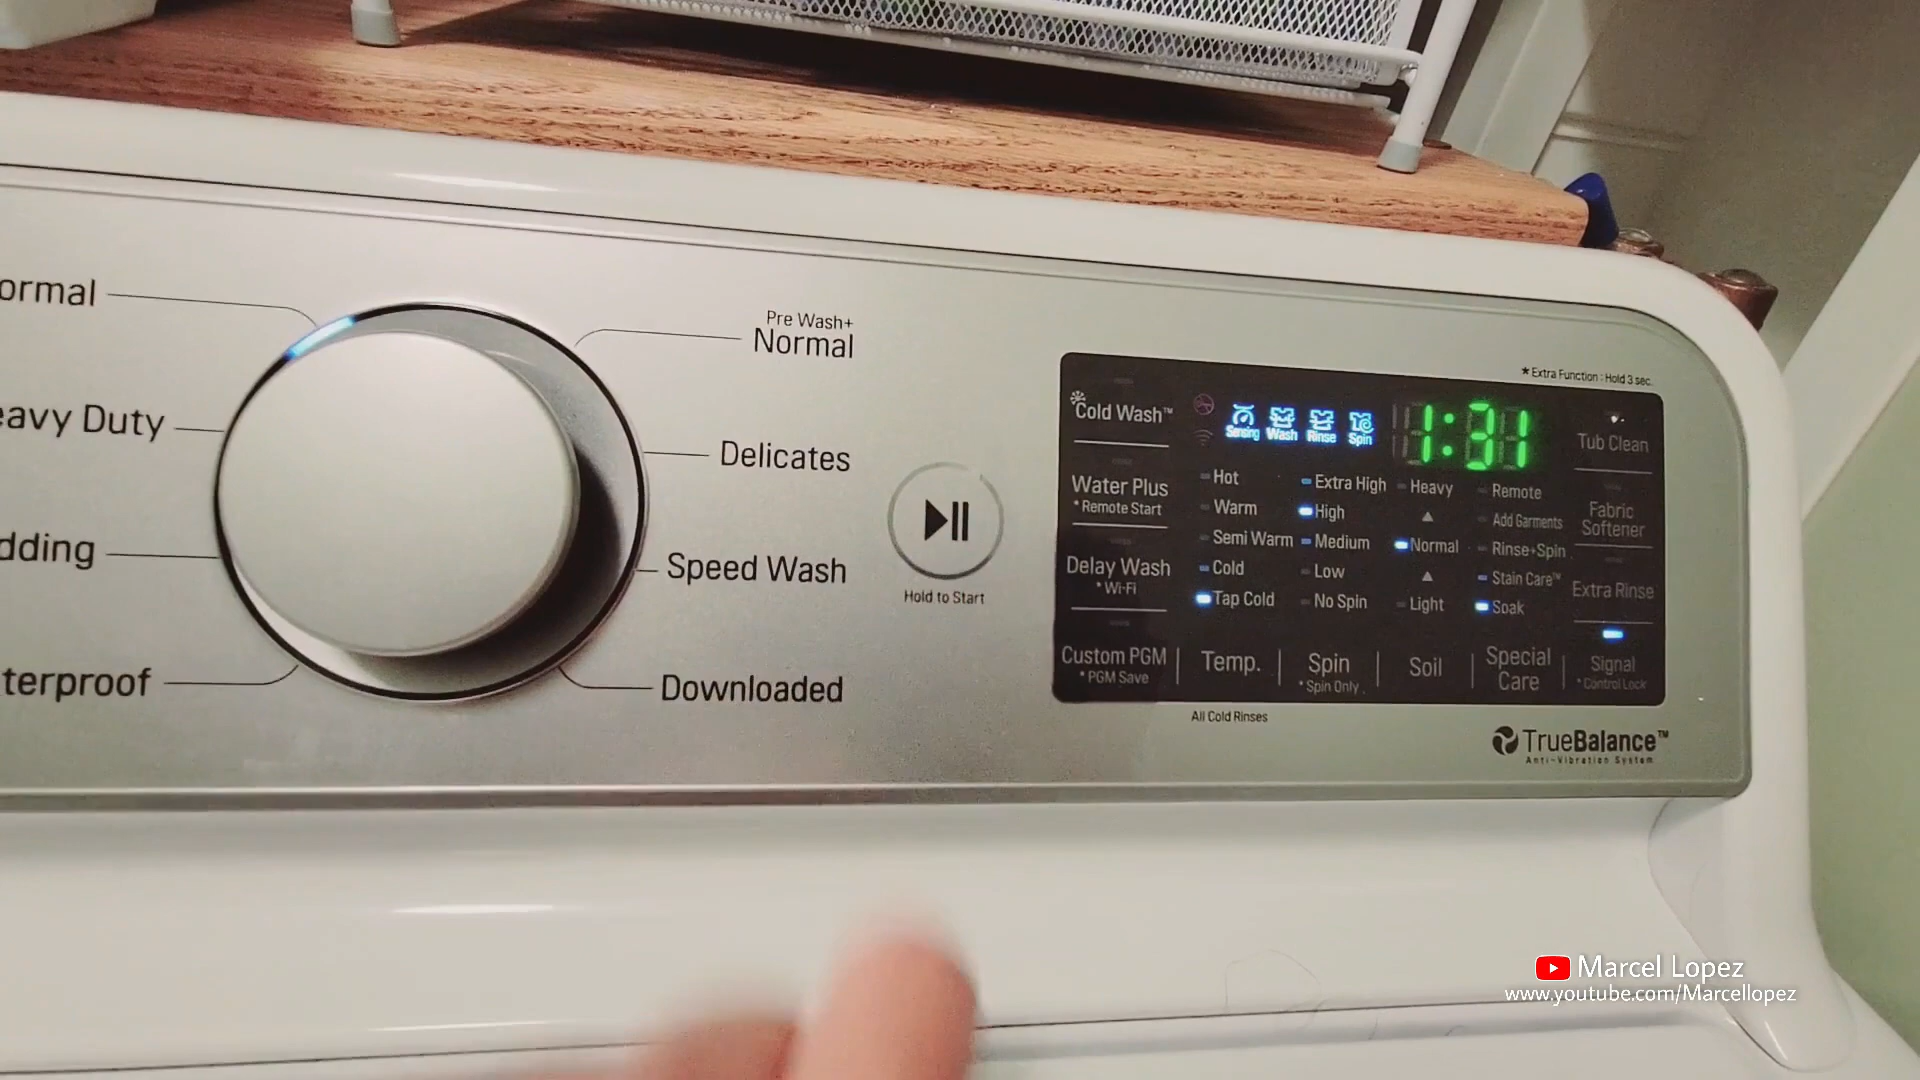 ormal
eavy Duty
dding
terproof
Pre Wash+
Normal
Delicates
Speed Wash
Downloaded
Hold to Start
* Extra Function : Hold 3 sec.
Cold Wash™
Water Plus
* Remote Start
Delay Wash
* Wi-Fi
Custom PGM
* PGM Save
Sensing Wash Rinse Spin
1:31
Hot
Warm
Semi Warm
Cold
Tap Cold
Temp.
All Cold Rinses
Extra High
High
Medium
Low
No Spin
Spin
* Spin Only
Heavy
Normal
Light
Soil
Remote
Add Garments
Rinse+Spin
Stain Care™
Soak
Special
Care
Tub Clean
Fabric
Softener
Extra Rinse
Signal
* Control Lock
TrueBalance™
Anti-Vibration System
Marcel Lopez
www.youtube.com/Marcellopez